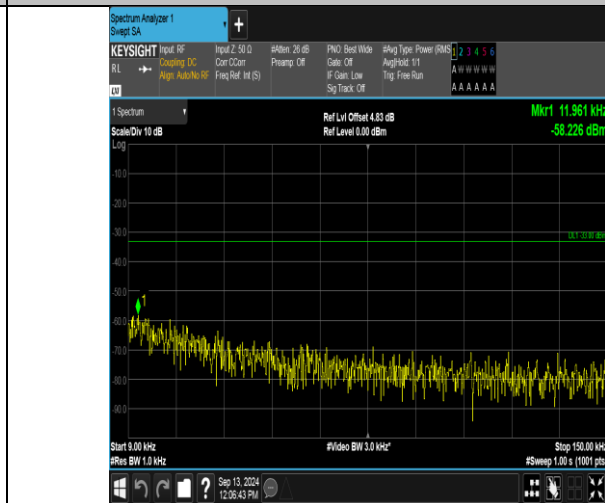 Spectrum Analyzer 1
Swept SA
+
KEYSIGHT Input: RF Input Z: 50 Ω #Atten: 26 dB PNO: Best Wide #Avg Type: Power (RMS 1 2 3 4 5 6
RL Coupling: DC Corr CCorr Preamp: Off Gate: Off Avg|Hold: 1/1 A W W W W W
Align: Auto/No RF Freq Ref: Int (S) IF Gain: Low Trig: Free Run
Sig Track: Off A A A A A A
LXI
1 Spectrum Ref Lvl Offset 4.83 dB Mkr1 11.961 kHz
Scale/Div 10 dB Ref Level 0.00 dBm -58.226 dBm
Log
-10.0
-20.0
-30.0
DL1 -33.00 dBm
-40.0
-50.0
1
-60.0
-70.0
-80.0
-90.0
Start 9.00 kHz #Video BW 3.0 kHz* Stop 150.00 kHz
#Res BW 1.0 kHz #Sweep 1.00 s (1001 pts
? Sep 13, 2024
12:06:43 PM